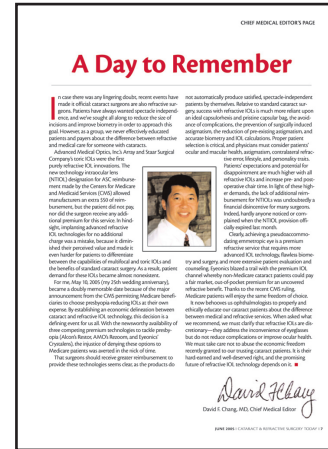 CHIEF MEDICAL EDITOR'S PAGE
A Day to Remember
In case there was any lingering doubt, recent events have
made it official: cataract surgeons are also refractive sur-
geons. Patients have always wanted spectacle independ-
ence, and we've sought all along to reduce the size of
incisions and improve biometry in order to approach this
goal. However, as a group, we never effectively educated
patients and payors about the difference between refractive
and medical care for someone with cataracts.
Advanced Medical Optics, Inc.'s Array and Staar Surgical
Company's toric IOLs were the first
purely refractive IOL innovations. The
new technology intraocular lens
(NTIOL) designation for ASC reimburse-
ment made by the Centers for Medicare
and Medicaid Services (CMS) allowed
manufacturers an extra $50 of reim-
bursement, but the patient did not pay,
nor did the surgeon receive any addi-
tional premium for this service. In hind-
sight, implanting advanced refractive
IOL technologies for no additional
charge was a mistake, because it dimin-
ished their perceived value and made it
even harder for patients to differentiate
between the capabilities of multifocal and toric IOLs and
the benefits of standard cataract surgery. As a result, patient
demand for these IOLs became almost nonexistent.
For me, May 10, 2005 (my 25th wedding anniversary),
became a doubly memorable date because of the major
announcement from the CMS permitting Medicare benefi-
ciaries to choose presbyopia-reducing IOLs at their own
expense. By establishing an economic delineation between
cataract and refractive IOL technology, this decision is a
defining event for us all. With the newsworthy availability of
three competing premium technologies to tackle presby-
opia (Alcon's Restor, AMO's Rezoom, and Eyeonics'
Crystalens), the injustice of denying these options to
Medicare patients was averted in the nick of time.
That surgeons should receive greater reimbursement to
provide these technologies seems clear, as the products do
not automatically produce satisfied, spectacle-independent
patients by themselves. Relative to standard cataract sur-
gery, success with refractive IOLs is much more reliant upon
an ideal capsulorhexis and pristine capsular bag, the avoid-
ance of complications, the prevention of surgically induced
astigmatism, the reduction of pre-existing astigmatism, and
accurate biometry and IOL calculations. Proper patient
selection is critical, and physicians must consider patients'
ocular and macular health, astigmatism, contralateral refrac-
tive error, lifestyle, and personality traits.
Patients' expectations and potential for
disappointment are much higher with all
refractive IOLs and increase pre- and post-
operative chair time. In light of these high-
er demands, the lack of additional reim-
bursement for NTIOLs was undoubtedly a
financial disincentive for many surgeons.
Indeed, hardly anyone noticed or com-
plained when the NTIOL provision offi-
cially expired last month.
Clearly, achieving a pseudoaccommo-
dating emmetropic eye is a premium
refractive service that requires more
advanced IOL technology, flawless biome-
try and surgery, and more extensive patient evaluation and
counseling. Eyeonics blazed a trail with the premium IOL
channel whereby non-Medicare cataract patients could pay
a fair market, out-of-pocket premium for an uncovered
refractive benefit. Thanks to the recent CMS ruling,
Medicare patients will enjoy the same freedom of choice.
It now behooves us ophthalmologists to properly and
ethically educate our cataract patients about the difference
between medical and refractive services. When asked what
we recommend, we must clarify that refractive IOLs are dis-
cretionary—they address the inconvenience of eyeglasses
but do not reduce complications or improve ocular health.
We must take care not to abuse the economic freedom
recently granted to our trusting cataract patients. It is their
hard-earned and well-deserved right, and the promising
future of refractive IOL technology depends on it.
David F Chang
David F. Chang, MD, Chief Medical Editor
JUNE 2005 / CATARACT & REFRACTIVE SURGERY TODAY / 7